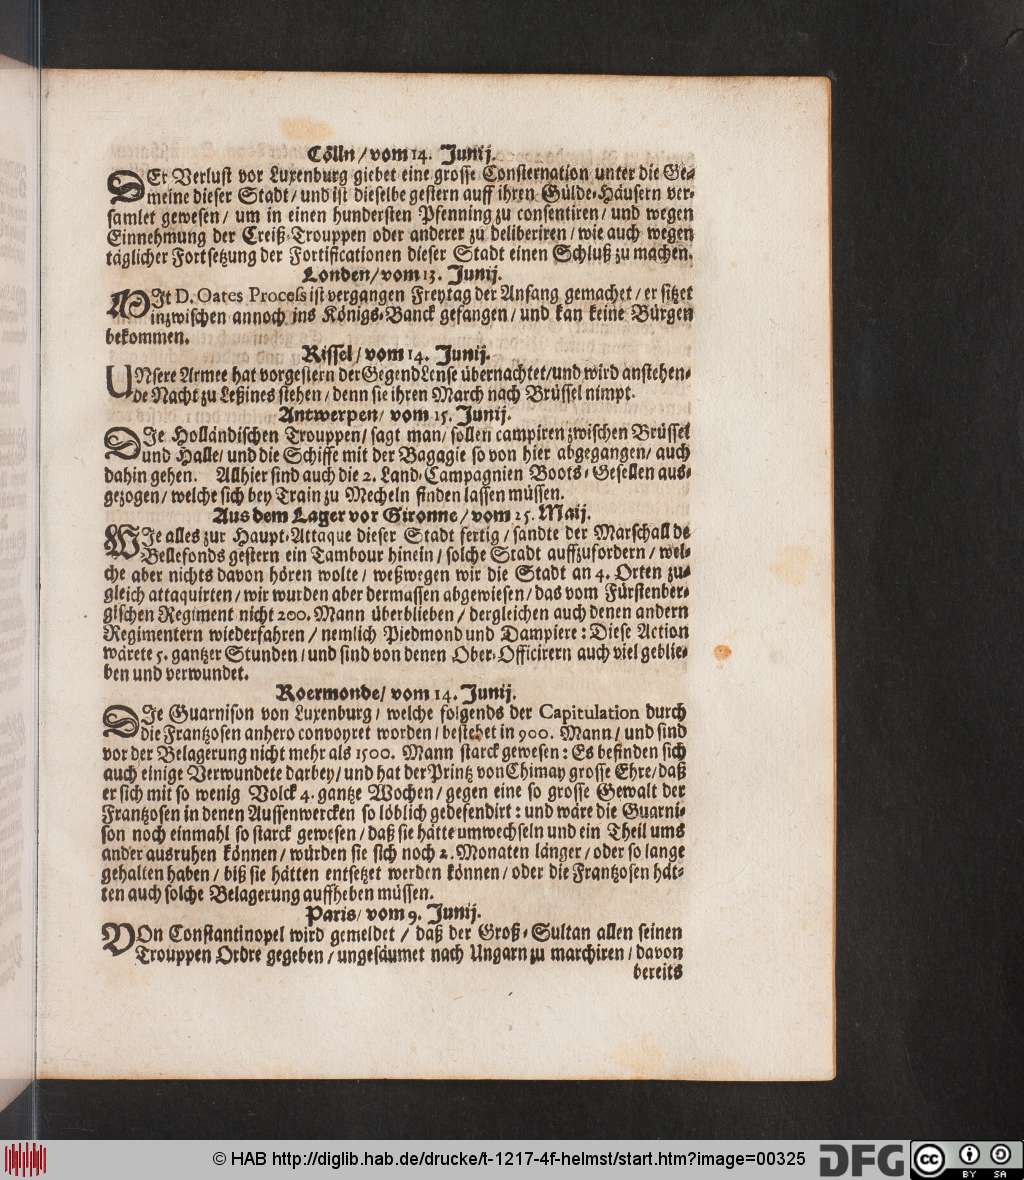 Cölln / vom 14. Junij.
DEr Verlust vor Luxenburg giebet eine grosse Consternation unter die Ge-
meine dieser Stadt / und ist dieselbe gestern auff ihren Gülde-Häusern ver-
samlet gewesen / um in einen hundersten Pfenning zu consentiren / und wegen
Einnehmung der Creiß-Trouppen oder anderer zu deliberiren / wie auch wegen
täglicher Fortsetzung der Fortificationen dieser Stadt einen Schluß zu machen.
Londen / vom 13. Junij.
MIt D. Oates Process ist vergangen Freytag der Anfang gemachet / er sitzet
inzwischen annoch ins Königs-Banck gefangen / und kan keine Bürgen
bekommen.
Rissel / vom 14. Junij.
UNsere Armee hat vorgestern der Gegend Lense übernachtet / und wird anstehen-
de Nacht zu Leßines stehen / denn sie ihren March nach Brüssel nimpt.
Antwerpen / vom 15. Junij.
DIe Holländischen Trouppen / sagt man / sollen campiren zwischen Brüssel
und Halle / und die Schiffe mit der Bagagie so von hier abgegangen / auch
dahin gehen. Allhier sind auch die 2. Land-Campagnien Boots-Gesellen aus-
gezogen / welche sich bey Train zu Mecheln finden lassen müssen.
Aus dem Lager vor Gironne / vom 25. Maij.
WIe alles zur Haupt-Attaque dieser Stadt fertig / sandte der Marschall de
Bellefonds gestern ein Tambour hinein / solche Stadt auffzufordern / wel-
che aber nichts davon hören wolte / weßwegen wir die Stadt an 4. Orten zu-
gleich attaquirten / wir wurden aber dermassen abgewiesen / das vom Fürstenber-
gischen Regiment nicht 200. Mann überblieben / dergleichen auch denen andern
Regimentern wiederfahren / nemlich Piedmond und Dampiere: Diese Action
wärete 5. gantzer Stunden / und sind von denen Ober-Officirern auch viel geblie-
ben und verwundet.
Roermonde / vom 14. Junij.
DIe Guarnison von Luxenburg / welche folgends der Capitulation durch
die Frantzosen anhero convoyret worden / bestehet in 900. Mann / und sind
vor der Belagerung nicht mehr als 1500. Mann starck gewesen: Es befinden sich
auch einige Verwundete darbey / und hat der Printz von Chimay grosse Ehre / daß
er sich mit so wenig Volck 4. gantze Wochen / gegen eine so grosse Gewalt der
Frantzosen in denen Aussenwercken so löblich gedefendirt: und wäre die Guarni-
son noch einmahl so starck gewesen / daß sie hätte umwechseln und ein Theil ums
ander ausruhen können / würden sie sich noch 2. Monaten länger / oder so lange
gehalten haben / biß sie hätten entsetzet werden können / oder die Frantzosen hät-
ten auch solche Belagerung auffheben müssen.
Paris / vom 9. Junij.
VOn Constantinopel wird gemeldet / daß der Groß-Sultan allen seinen
Trouppen Ordre gegeben / ungesäumet nach Ungarn zu marchiren / davon
bereits
© HAB http://diglib.hab.de/drucke/t-1217-4f-helmst/start.htm?image=00325
DFG
cc BY SA